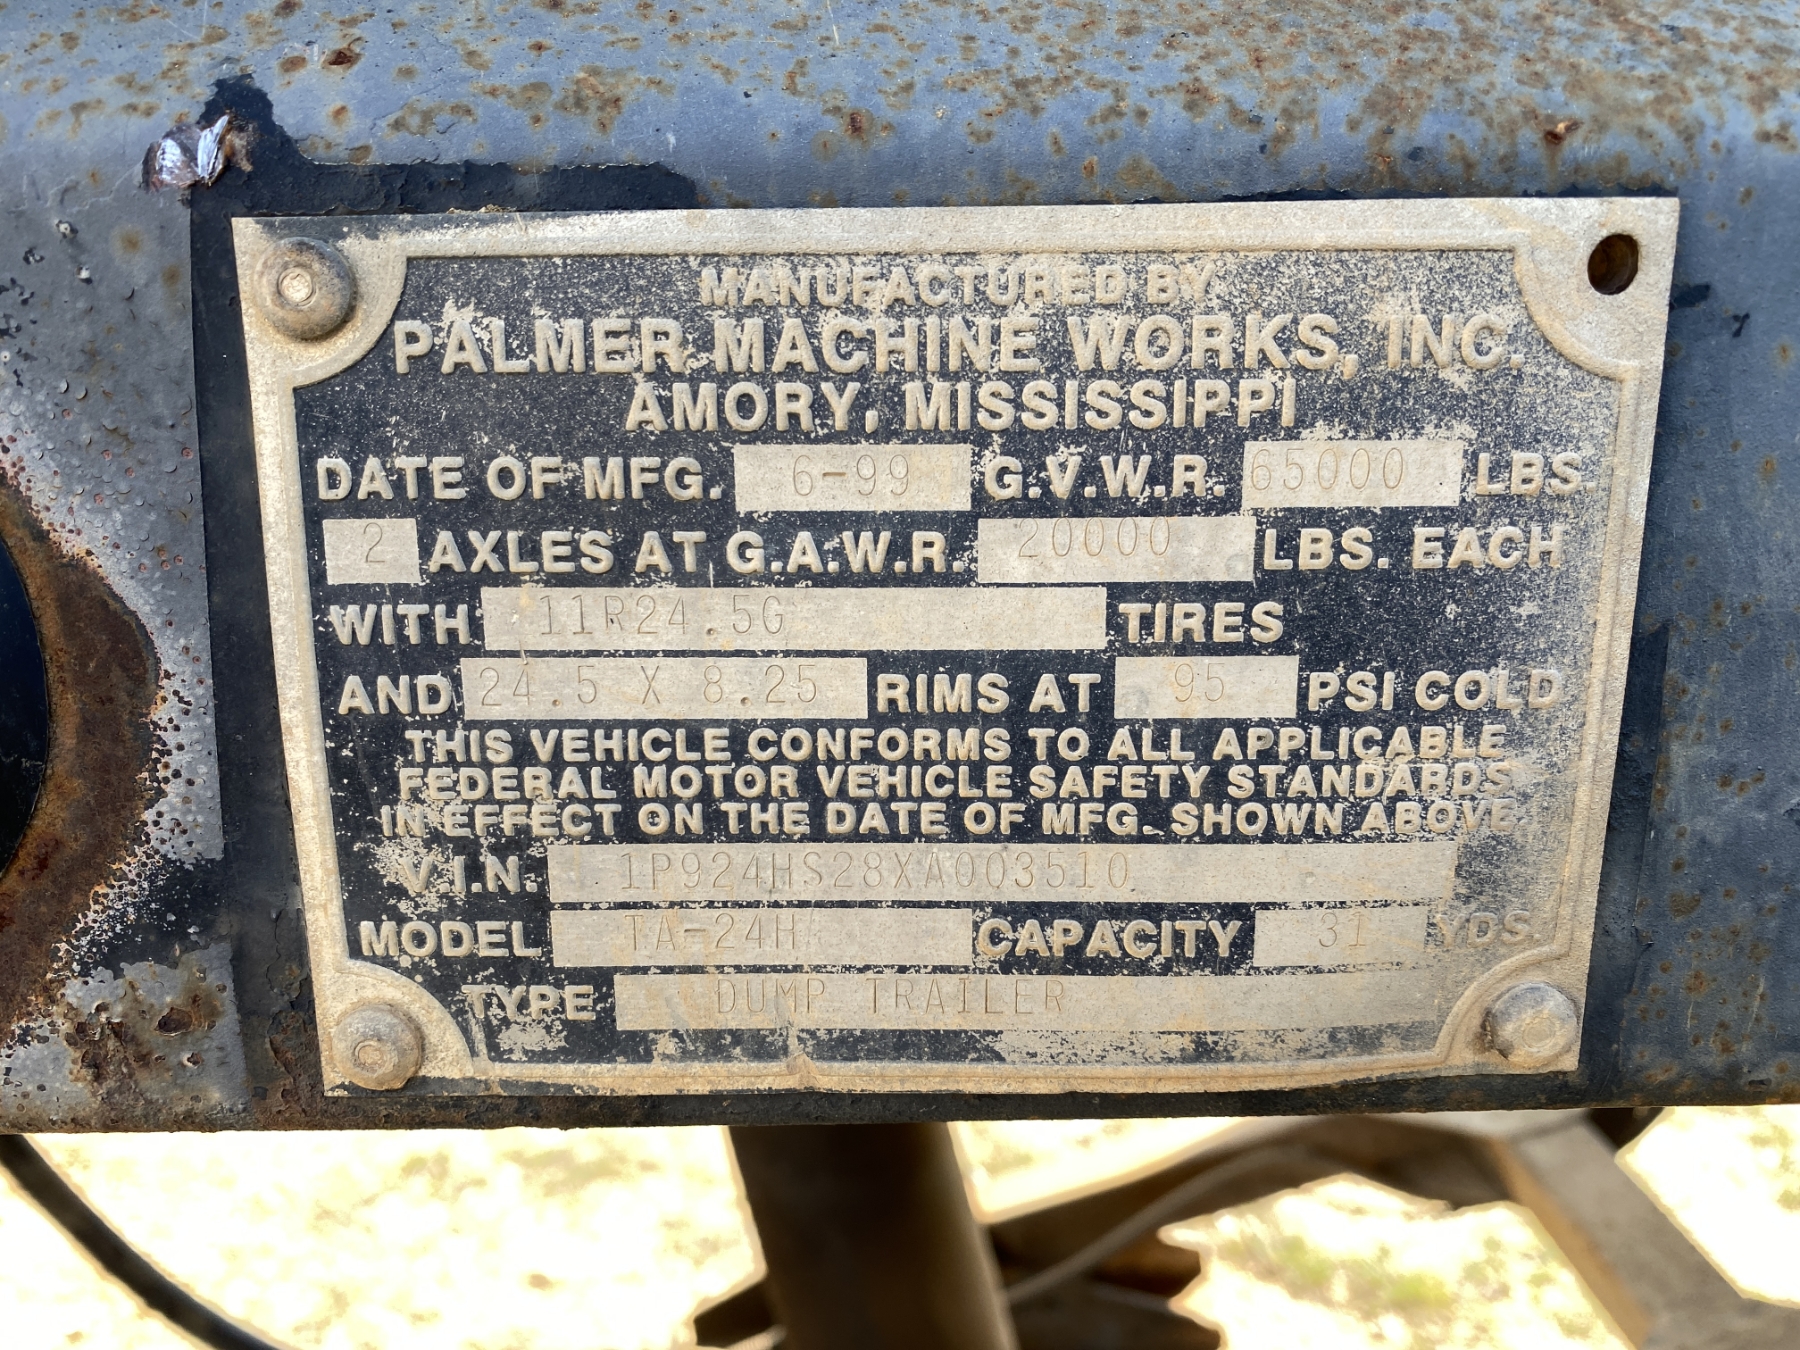 MANUFACTURED BY
PALMER MACHINE WORKS, INC.
AMORY, MISSISSIPPI
DATE OF MFG. 6-99 G.V.W.R. 65000 LBS.
2 AXLES AT G.A.W.R. 20000 LBS. EACH
WITH 11R24.5G TIRES
AND 24.5 X 8.25 RIMS AT 95 PSI COLD
THIS VEHICLE CONFORMS TO ALL APPLICABLE
FEDERAL MOTOR VEHICLE SAFETY STANDARDS
IN EFFECT ON THE DATE OF MFG. SHOWN ABOVE.
V.I.N. 1P924HS28XA003510
MODEL TA-24H CAPACITY 31 YDS.
TYPE DUMP TRAILER